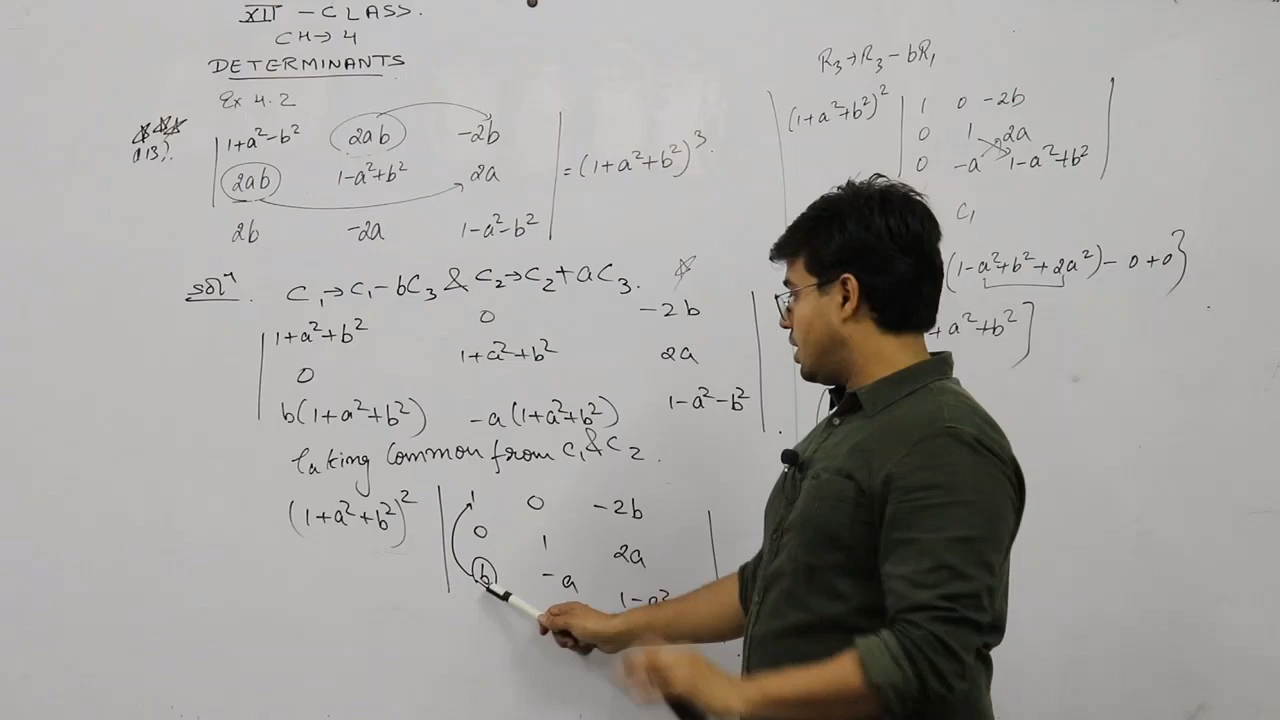 XII - CLASS.
CH→ 4
DETERMINANTS
Ex 4.2
Q13).
| 1+a²-b² 2ab -2b |
| 2ab 1-a²+b² 2a | = (1+a²+b²)³.
| 2b -2a 1-a²-b² |
solⁿ. C₁→C₁-bC₃ & C₂→C₂+aC₃.
| 1+a²+b² 0 -2b |
| 0 1+a²+b² 2a |
| b(1+a²+b²) -a(1+a²+b²) 1-a²-b² |.
taking Common from C₁ & C₂.
(1+a²+b²)² | 1 0 -2b |
| 0 1 2a |
| b -a 1-a²
R₃→R₃-bR₁
(1+a²+b²)² | 1 0 -2b |
| 0 1 2a |
| 0 -a 1-a²+b² |
C₁
(1-a²+b²+2a²)-0+0}
+a²+b²]